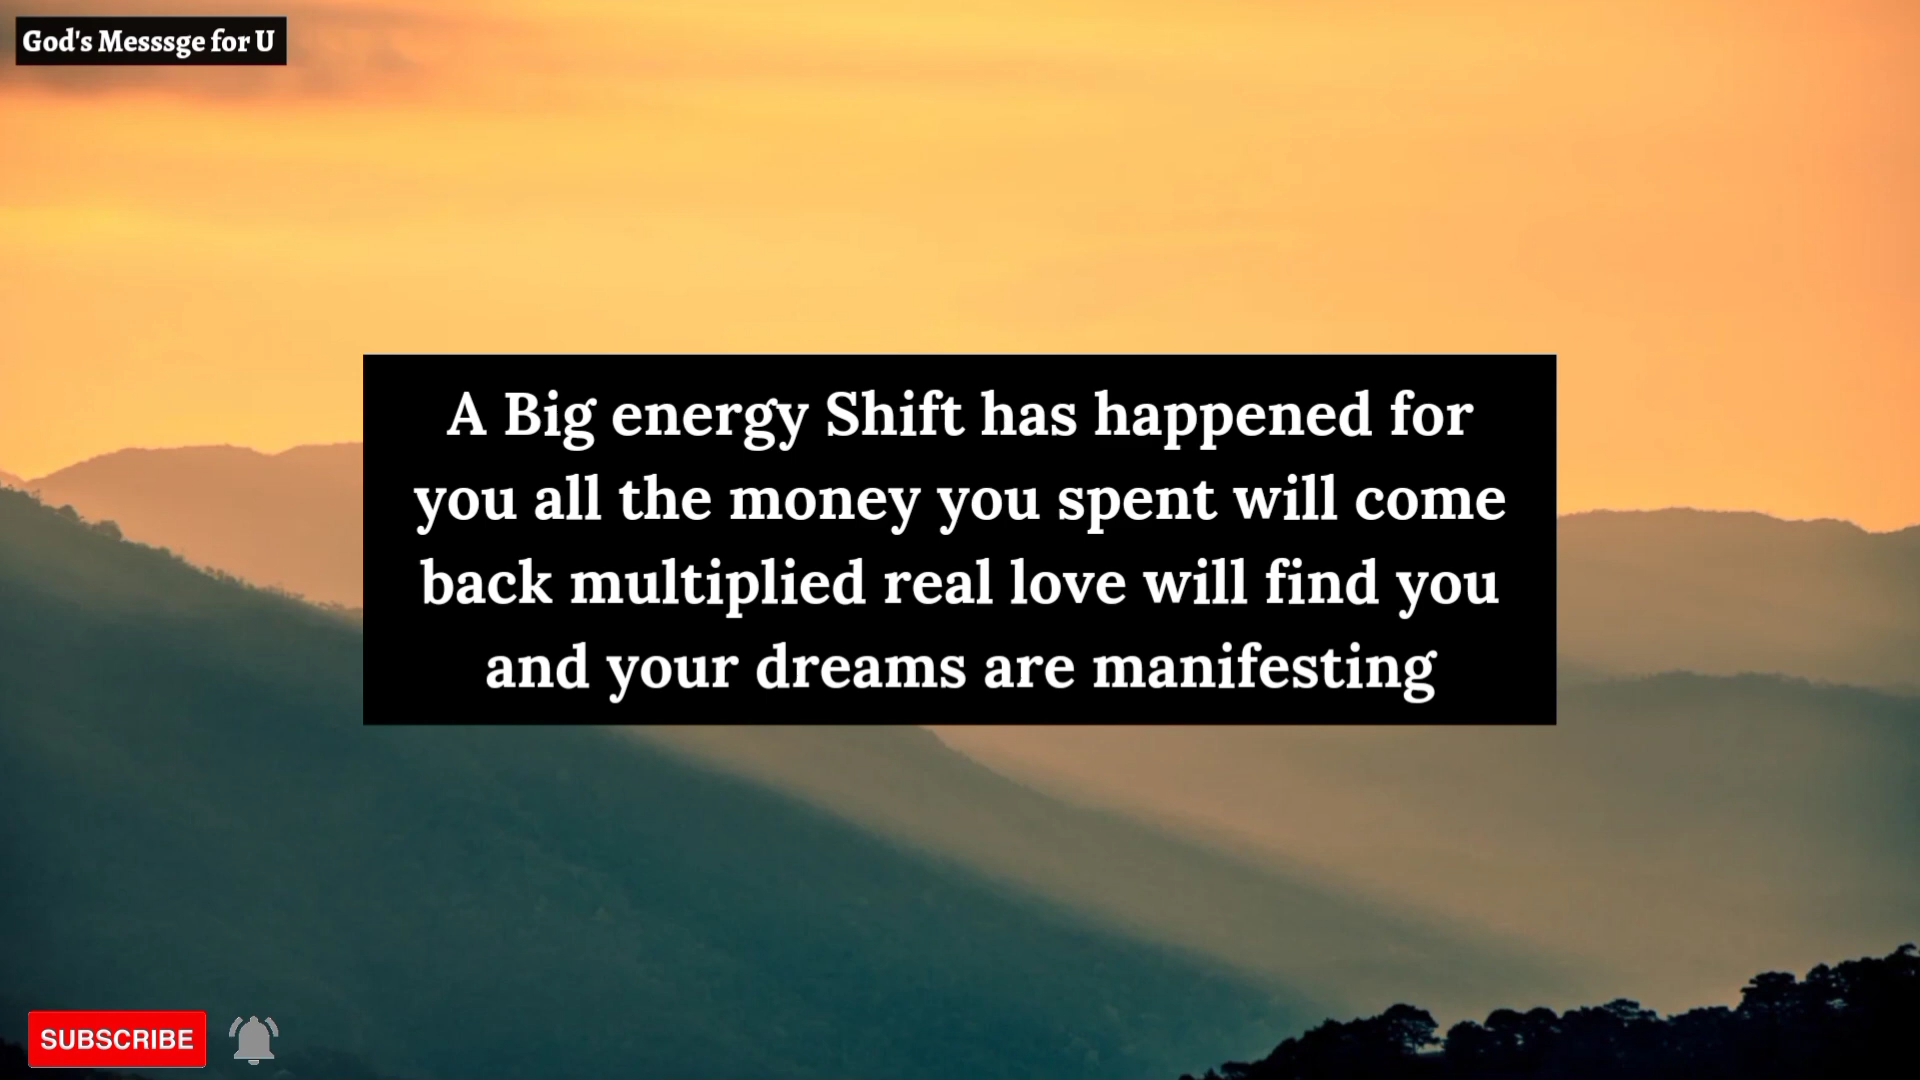 God's Messsge for U
A Big energy Shift has happened for
you all the money you spent will come
back multiplied real love will find you
and your dreams are manifesting
SUBSCRIBE